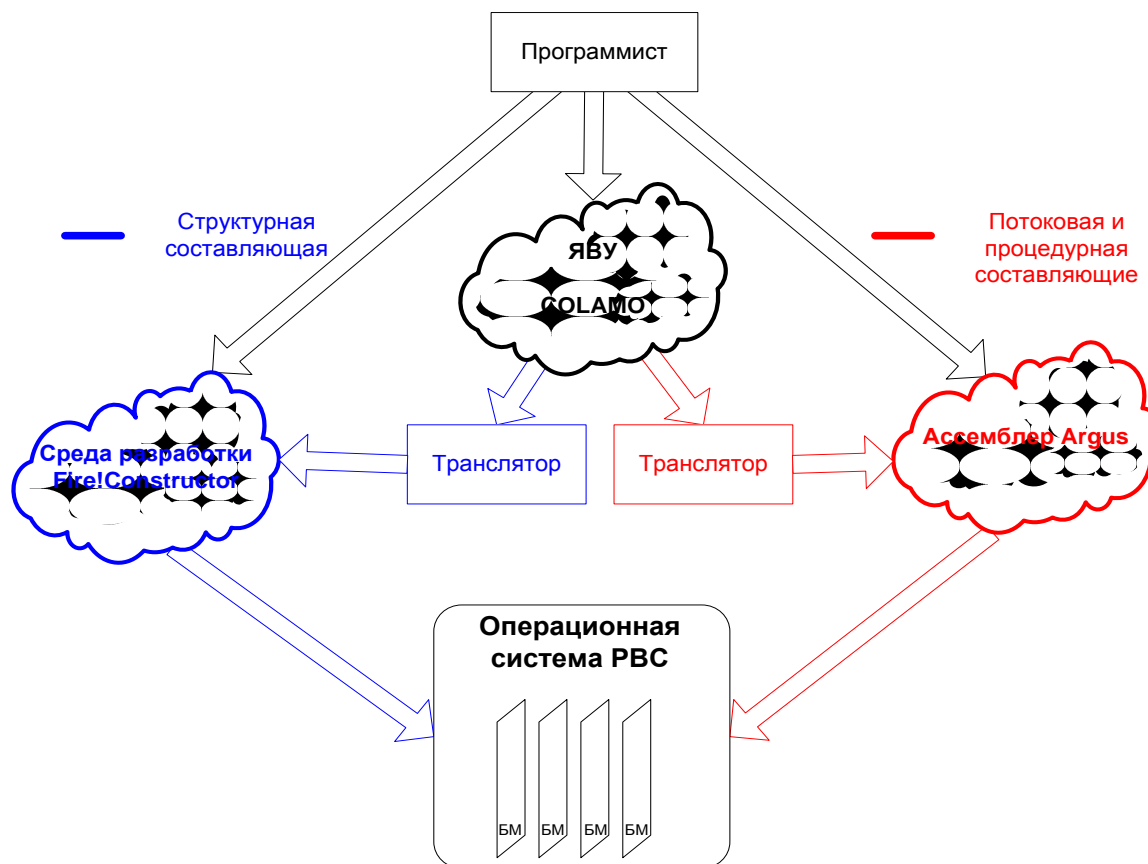 Программист
Структурная
составляющая
Потоковая и
процедурная
составляющие
ЯВУ
COLAMO
Среда разработки
Fire!Constructor
Транслятор
Транслятор
Ассемблер Argus
Операционная
система РВС
БМ БМ БМ БМ